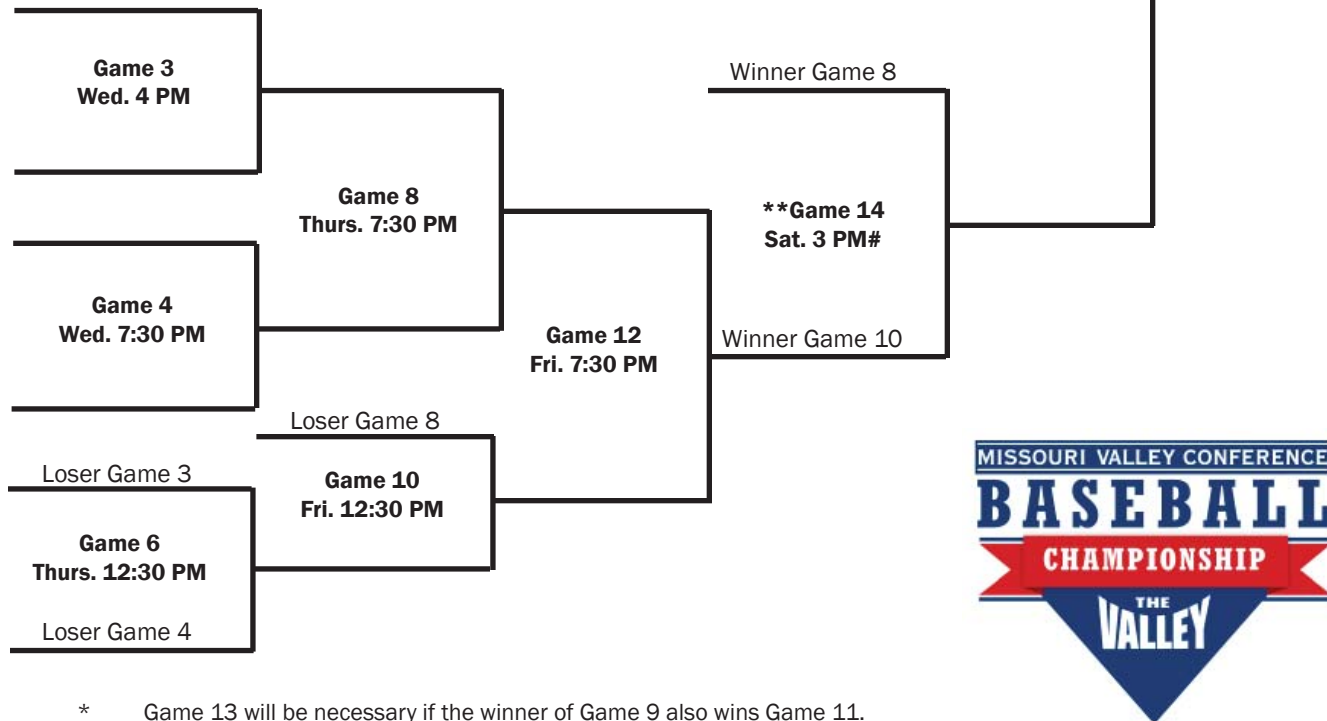 Game 3
Wed. 4 PM
Winner Game 8
Game 8
Thurs. 7:30 PM
**Game 14
Sat. 3 PM#
Game 4
Wed. 7:30 PM
Game 12
Fri. 7:30 PM
Winner Game 10
Loser Game 8
Loser Game 3
Game 10
Fri. 12:30 PM
Game 6
Thurs. 12:30 PM
Loser Game 4
MISSOURI VALLEY CONFERENCE
BASEBALL
CHAMPIONSHIP
THE
VALLEY
* Game 13 will be necessary if the winner of Game 9 also wins Game 11.